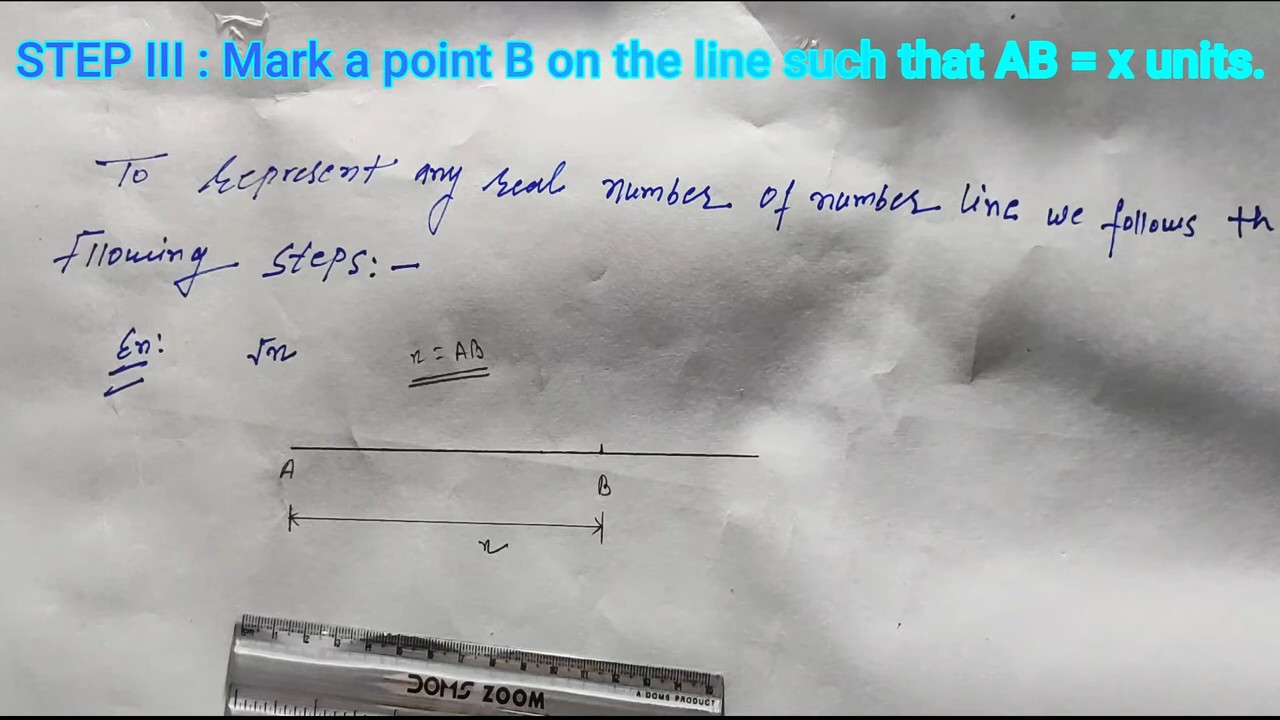 STEP III : Mark a point B on the line such that AB = x units.
To represent any real number of number line we follows th
following steps:-
Ex: √x x = AB
A B
x
DOMS ZOOM A DOMS PRODUCT